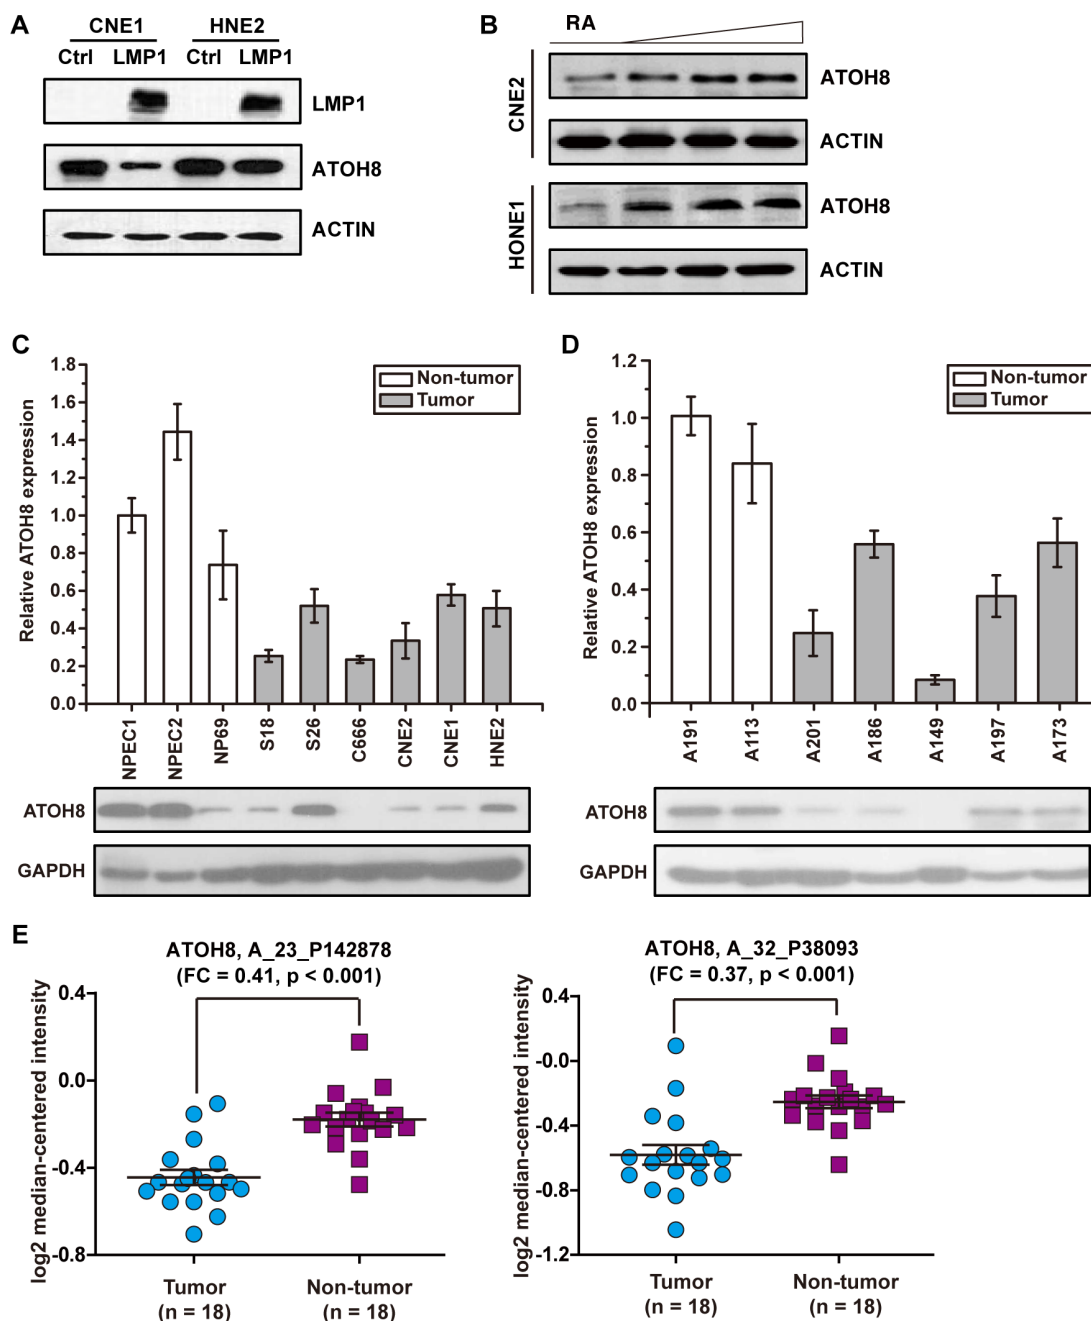 A
CNE1 HNE2
Ctrl LMP1 Ctrl LMP1
LMP1
ATOH8
ACTIN
B
RA
CNE2
ATOH8
ACTIN
HONE1
ATOH8
ACTIN
C
Relative ATOH8 expression
1.8
1.6
1.4
1.2
1.0
0.8
0.6
0.4
0.2
0.0
Non-tumor
Tumor
NPEC1 NPEC2 NP69 S18 S26 C666 CNE2 CNE1 HNE2
ATOH8
GAPDH
D
Relative ATOH8 expression
1.2
1.0
0.8
0.6
0.4
0.2
0.0
Non-tumor
Tumor
A191 A113 A201 A186 A149 A197 A173
ATOH8
GAPDH
E
ATOH8, A_23_P142878
(FC = 0.41, p < 0.001)
log2 median-centered intensity
0.4
0.0
-0.4
-0.8
Tumor Non-tumor
(n = 18) (n = 18)
ATOH8, A_32_P38093
(FC = 0.37, p < 0.001)
log2 median-centered intensity
0.4
-0.0
-0.4
-0.8
-1.2
Tumor Non-tumor
(n = 18) (n = 18)